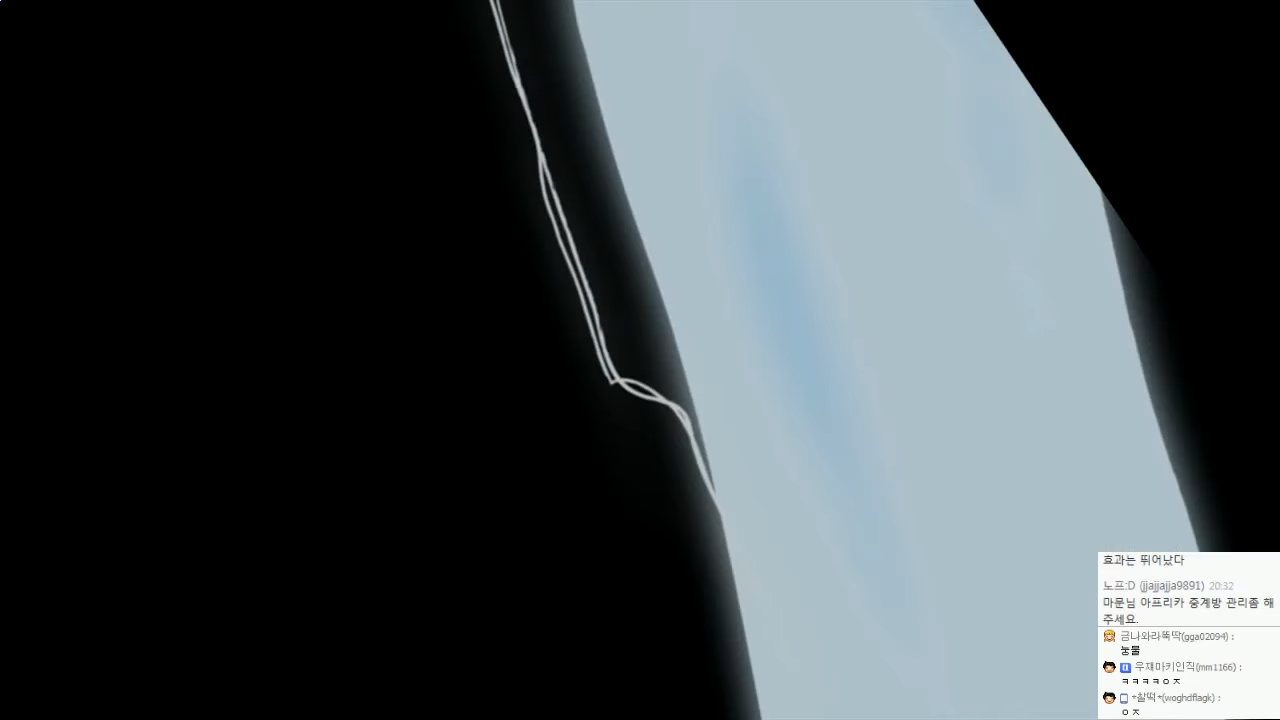 효과는 뛰어났다
노프:D (jjajjajja9891) 20:32
마문님 아프리카 중계방 관리좀 해
주세요.
금나와라뚝딱(gga02094) :
눙물
우재마키인직(mm1166) :
ㅋㅋㅋㅋㅇㅈ
*찰떡*(woghdflagk) :
ㅇㅈ